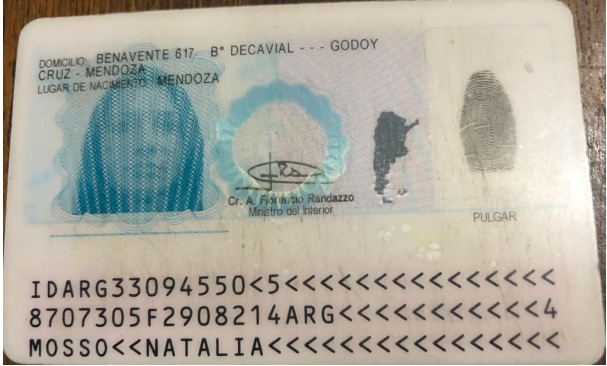 DOMICILIO: BENAVENTE 617 B° DECAVIAL - - - GODOY
CRUZ - MENDOZA
LUGAR DE NACIMIENTO: MENDOZA
Cr. A. Florencio Randazzo
Ministro del Interior
PULGAR
IDARG33094550<5<<<<<<<<<<<<<<<
8707305F2908214ARG<<<<<<<<<<<4
MOSSO<<NATALIA<<<<<<<<<<<<<<<<